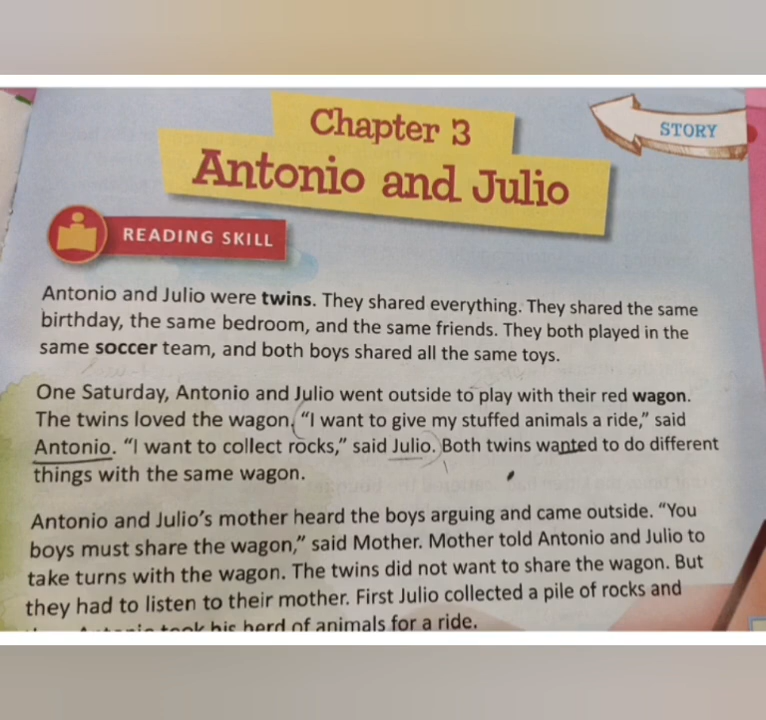 STORY
Chapter 3
Antonio and Julio
READING SKILL
Antonio and Julio were twins. They shared everything. They shared the same
birthday, the same bedroom, and the same friends. They both played in the
same soccer team, and both boys shared all the same toys.
One Saturday, Antonio and Julio went outside to play with their red wagon.
The twins loved the wagon. “I want to give my stuffed animals a ride,” said
Antonio. “I want to collect rocks,” said Julio. Both twins wanted to do different
things with the same wagon.
Antonio and Julio’s mother heard the boys arguing and came outside. “You
boys must share the wagon,” said Mother. Mother told Antonio and Julio to
take turns with the wagon. The twins did not want to share the wagon. But
they had to listen to their mother. First Julio collected a pile of rocks and
Antonio took his herd of animals for a ride.